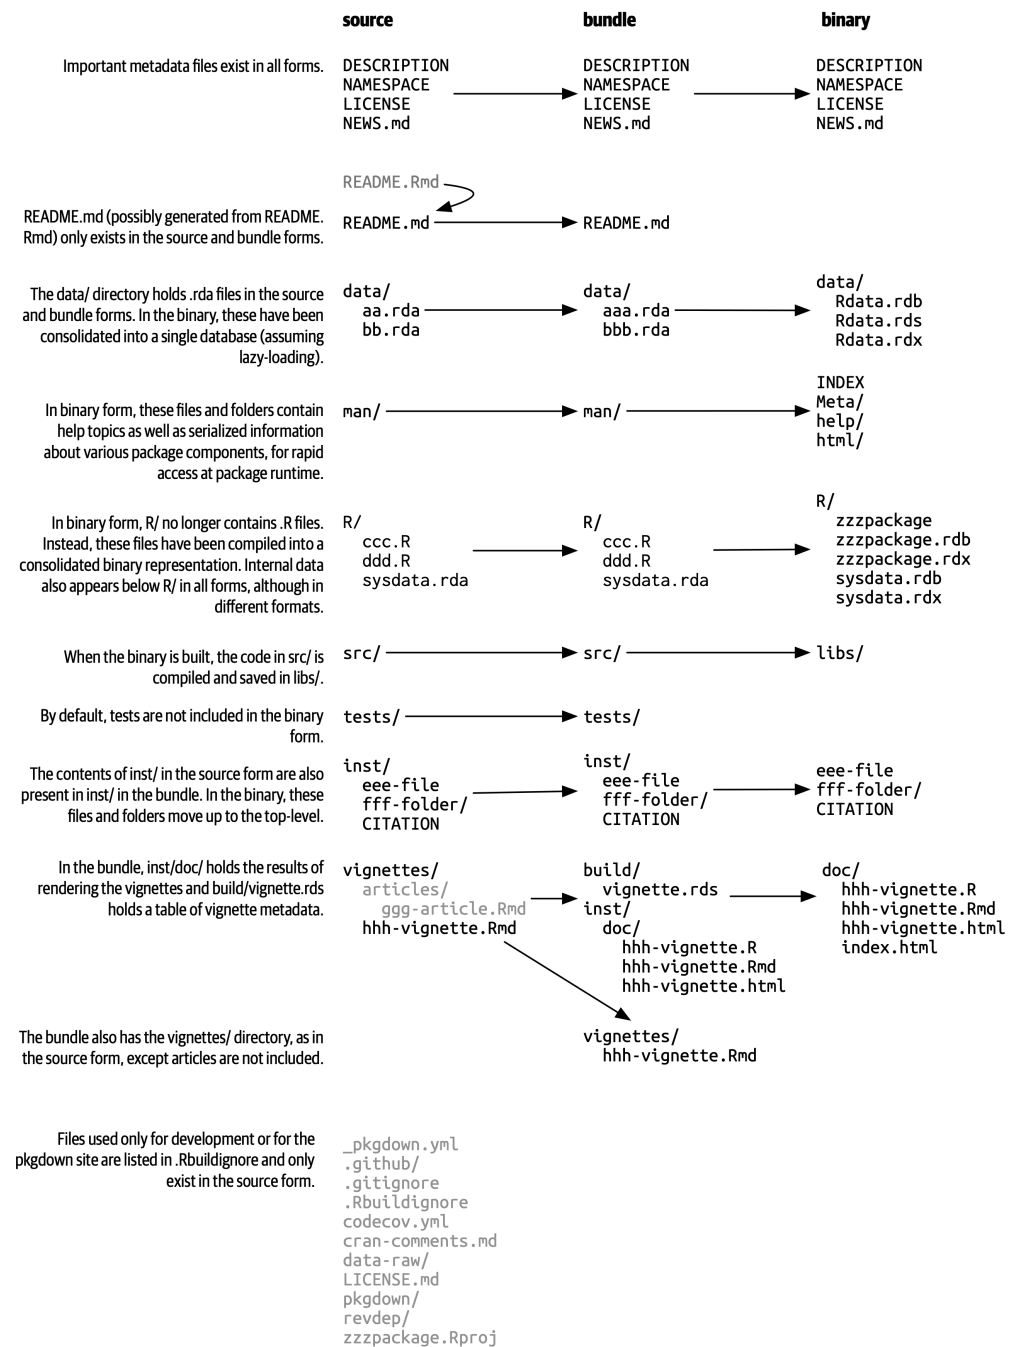 source bundle binary
Important metadata files exist in all forms.
DESCRIPTION
NAMESPACE
LICENSE
NEWS.md
DESCRIPTION
NAMESPACE
LICENSE
NEWS.md
DESCRIPTION
NAMESPACE
LICENSE
NEWS.md
README.md (possibly generated from README.
Rmd) only exists in the source and bundle forms.
README.Rmd
README.md
README.md
The data/ directory holds .rda files in the source
and bundle forms. In the binary, these have been
consolidated into a single database (assuming
lazy-loading).
data/
aa.rda
bb.rda
data/
aaa.rda
bbb.rda
data/
Rdata.rdb
Rdata.rds
Rdata.rdx
In binary form, these files and folders contain
help topics as well as serialized information
about various package components, for rapid
access at package runtime.
man/
man/
INDEX
Meta/
help/
html/
In binary form, R/ no longer contains .R files.
Instead, these files have been compiled into a
consolidated binary representation. Internal data
also appears below R/ in all forms, although in
different formats.
R/
ccc.R
ddd.R
sysdata.rda
R/
ccc.R
ddd.R
sysdata.rda
R/
zzzpackage
zzzpackage.rdb
zzzpackage.rdx
sysdata.rdb
sysdata.rdx
When the binary is built, the code in src/ is
compiled and saved in libs/.
src/
src/
libs/
By default, tests are not included in the binary
form.
tests/
tests/
The contents of inst/ in the source form are also
present in inst/ in the bundle. In the binary, these
files and folders move up to the top-level.
inst/
eee-file
fff-folder/
CITATION
inst/
eee-file
fff-folder/
CITATION
eee-file
fff-folder/
CITATION
In the bundle, inst/doc/ holds the results of
rendering the vignettes and build/vignette.rds
holds a table of vignette metadata.
vignettes/
articles/
ggg-article.Rmd
hhh-vignette.Rmd
build/
vignette.rds
inst/
doc/
hhh-vignette.R
hhh-vignette.Rmd
hhh-vignette.html
doc/
hhh-vignette.R
hhh-vignette.Rmd
hhh-vignette.html
index.html
The bundle also has the vignettes/ directory, as in
the source form, except articles are not included.
vignettes/
hhh-vignette.Rmd
Files used only for development or for the
pkgdown site are listed in .Rbuildignore and only
exist in the source form.
_pkgdown.yml
.github/
.gitignore
.Rbuildignore
codecov.yml
cran-comments.md
data-raw/
LICENSE.md
pkgdown/
revdep/
zzzpackage.Rproj